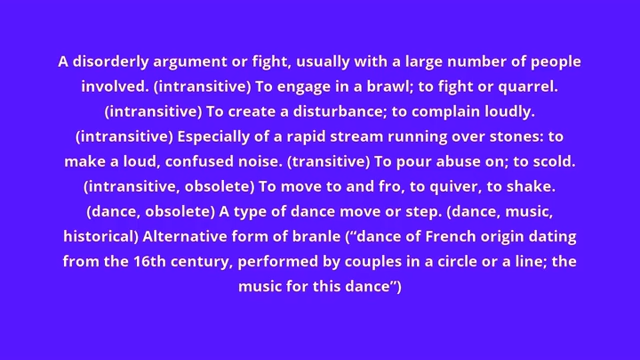 A disorderly argument or fight, usually with a large number of people
involved. (intransitive) To engage in a brawl; to fight or quarrel.
(intransitive) To create a disturbance; to complain loudly.
(intransitive) Especially of a rapid stream running over stones: to
make a loud, confused noise. (transitive) To pour abuse on; to scold.
(intransitive, obsolete) To move to and fro, to quiver, to shake.
(dance, obsolete) A type of dance move or step. (dance, music,
historical) Alternative form of branle (“dance of French origin dating
from the 16th century, performed by couples in a circle or a line; the
music for this dance”)